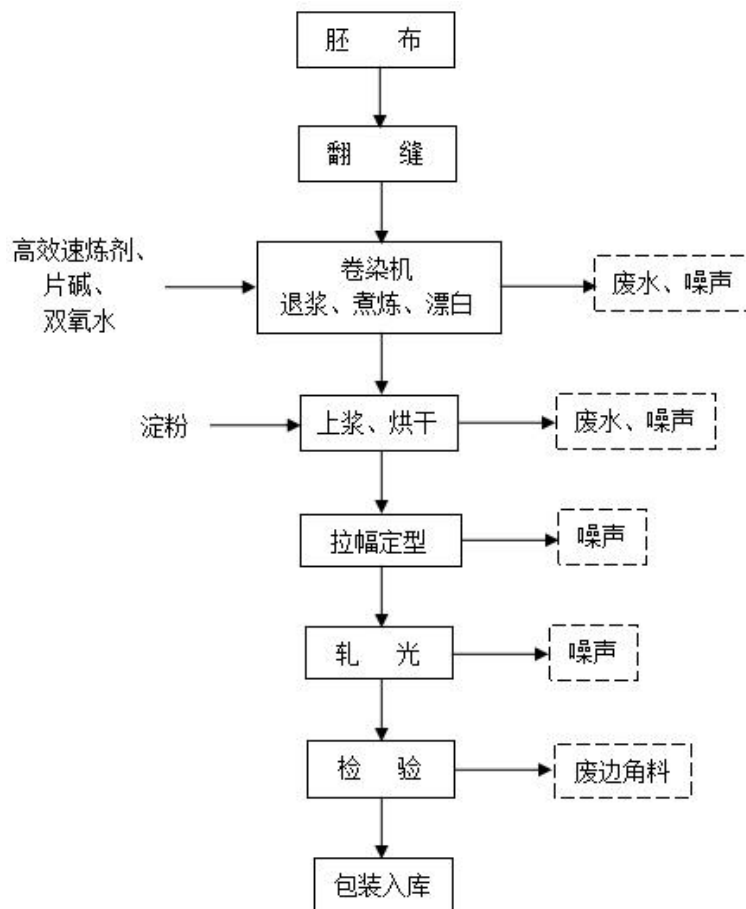 胚 布
翻 缝
高效速炼剂、
片碱、
双氧水
卷染机
退浆、煮炼、漂白
废水、噪声
淀粉
上浆、烘干
废水、噪声
拉幅定型
噪声
轧 光
噪声
检 验
废边角料
包装入库